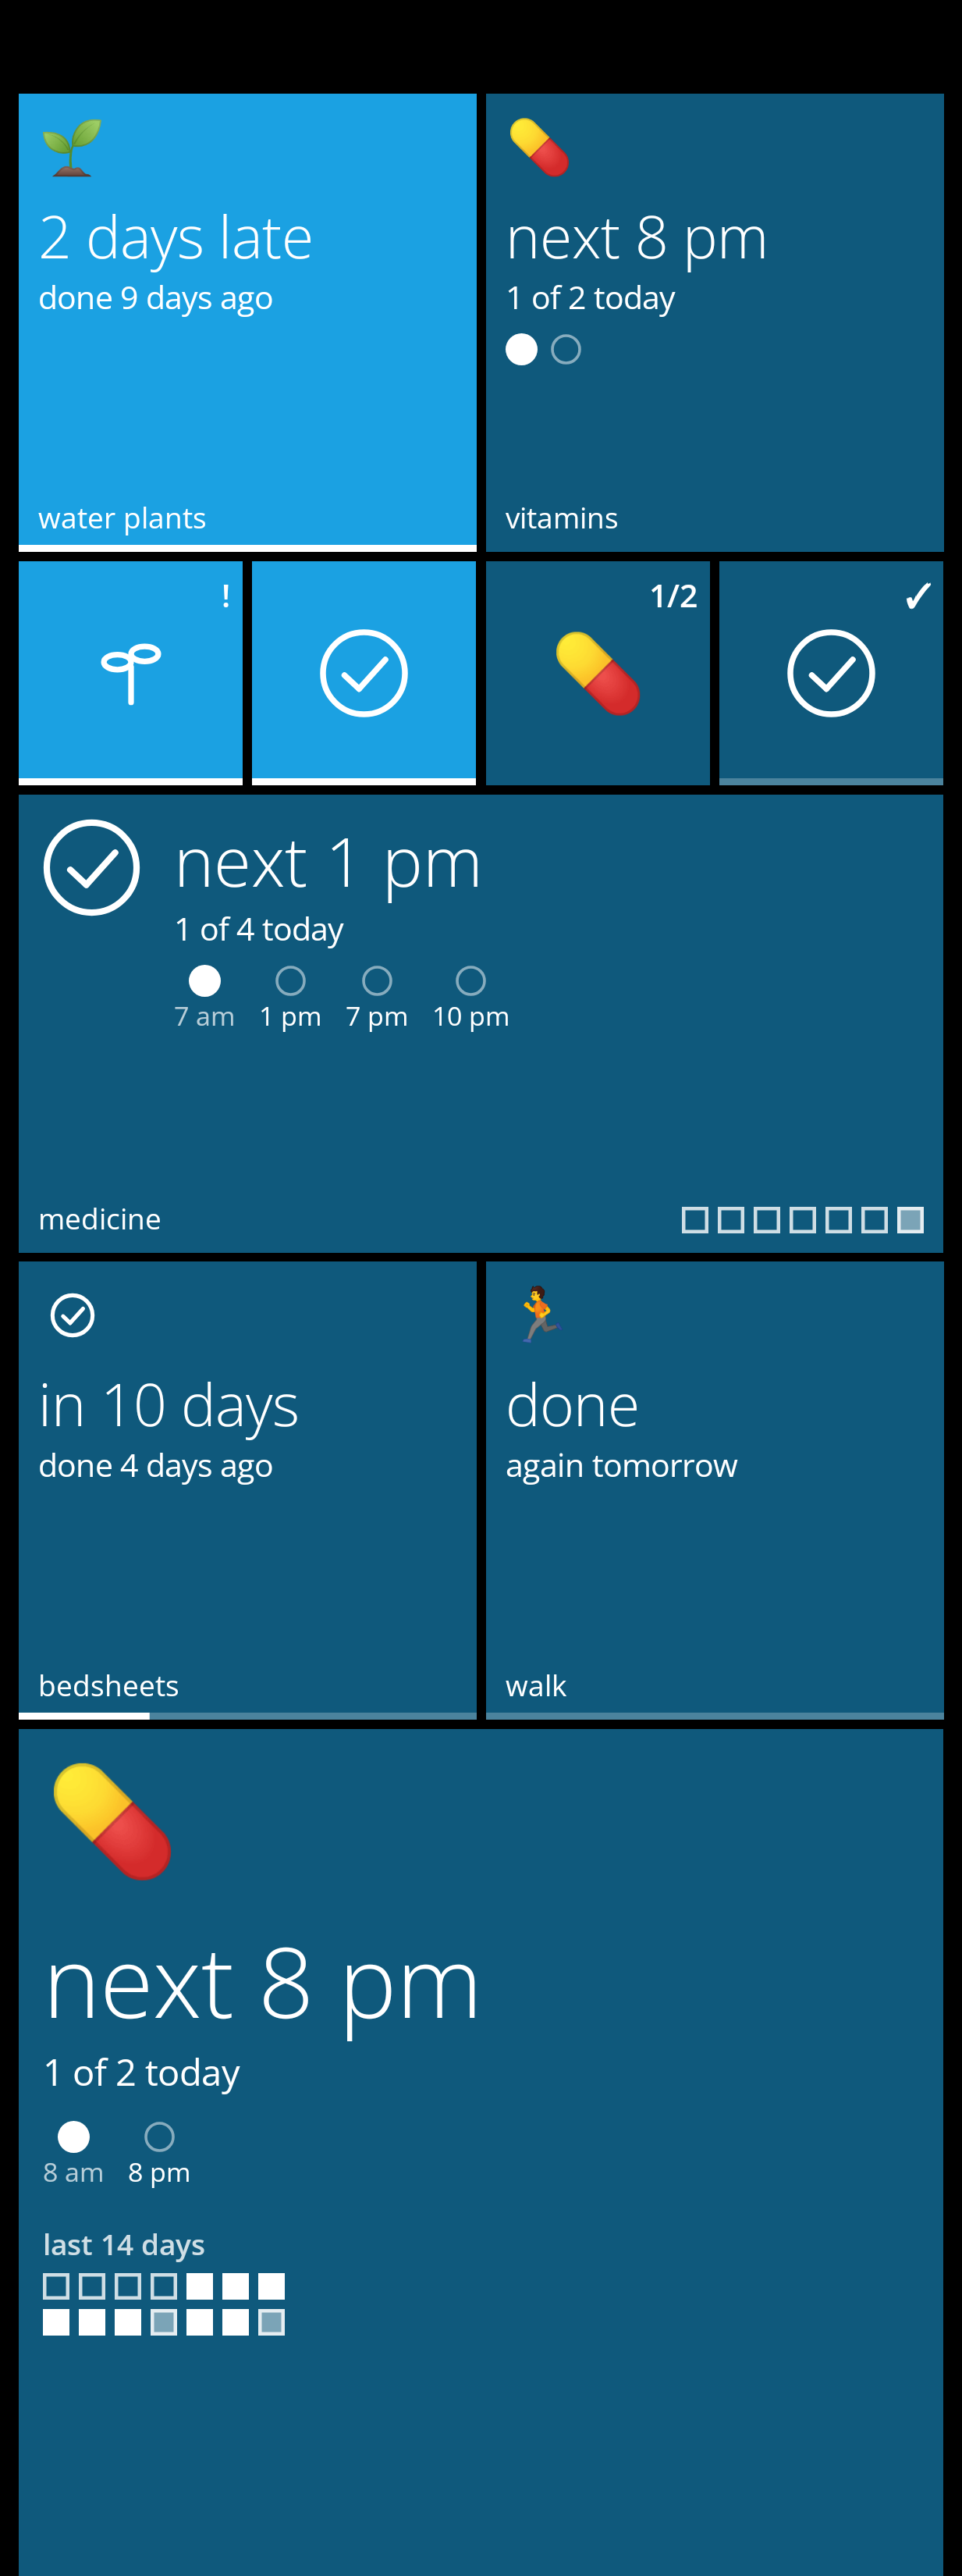 2 days late
done 9 days ago
water plants
next 8 pm
1 of 2 today
vitamins
!
1/2
✓
next 1 pm
1 of 4 today
7 am 1 pm 7 pm 10 pm
medicine
in 10 days
done 4 days ago
bedsheets
done
again tomorrow
walk
next 8 pm
1 of 2 today
8 am 8 pm
last 14 days